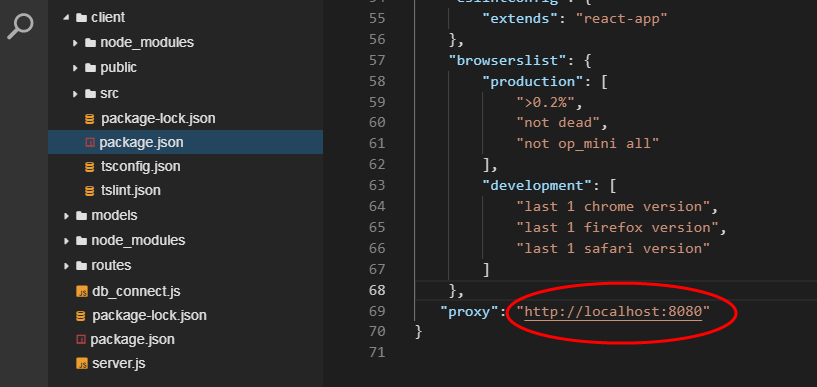 client
node_modules
public
src
package-lock.json
package.json
tsconfig.json
tslint.json
models
node_modules
routes
db_connect.js
package-lock.json
package.json
server.js
55 "extends": "react-app"
56 },
57 "browserslist": {
58 "production": [
59 ">0.2%",
60 "not dead",
61 "not op_mini all"
62 ],
63 "development": [
64 "last 1 chrome version",
65 "last 1 firefox version",
66 "last 1 safari version"
67 ]
68 },
69 "proxy": "http://localhost:8080"
70 }
71